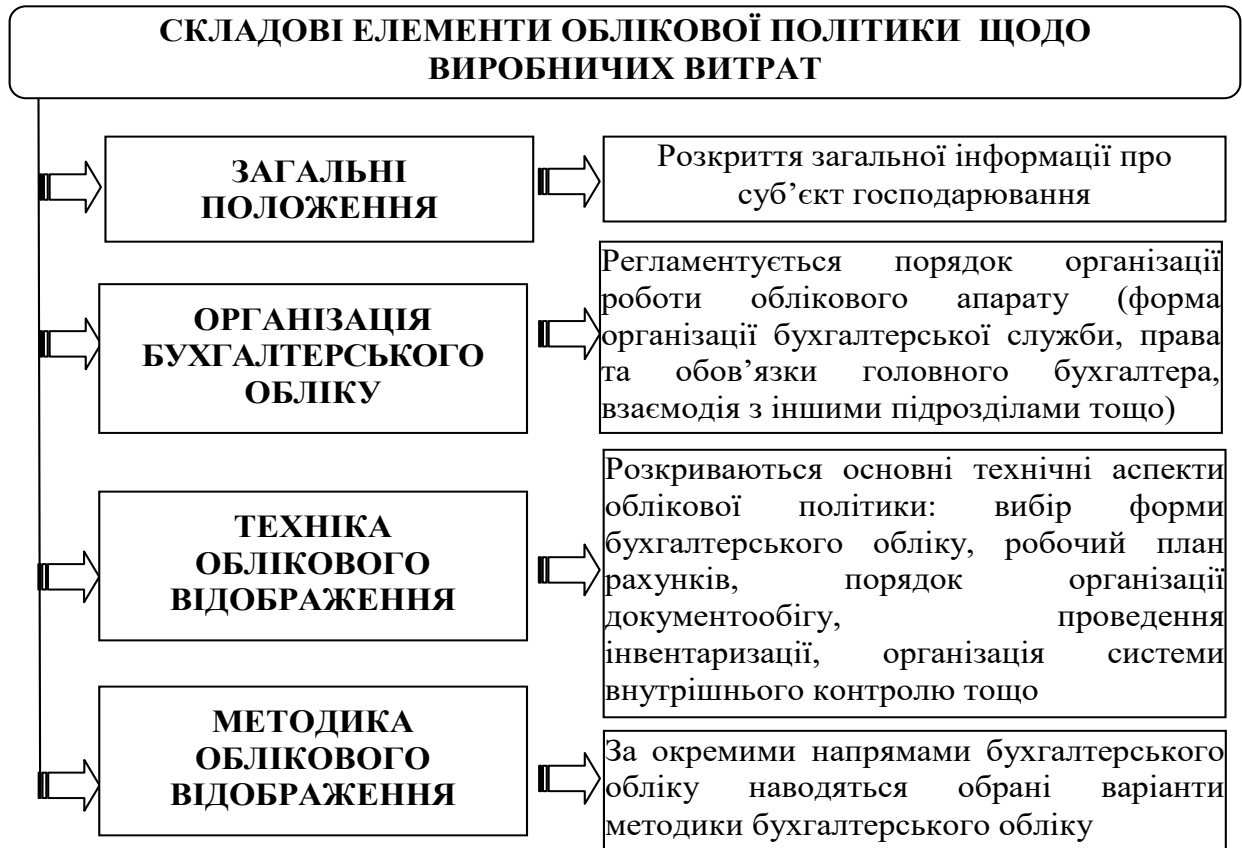 СКЛАДОВІ ЕЛЕМЕНТИ ОБЛІКОВОЇ ПОЛІТИКИ ЩОДО
ВИРОБНИЧИХ ВИТРАТ
ЗАГАЛЬНІ
ПОЛОЖЕННЯ
Розкриття загальної інформації про
суб’єкт господарювання
ОРГАНІЗАЦІЯ
БУХГАЛТЕРСЬКОГО
ОБЛІКУ
Регламентується порядок організації
роботи облікового апарату (форма
організації бухгалтерської служби, права
та обов’язки головного бухгалтера,
взаємодія з іншими підрозділами тощо)
ТЕХНІКА
ОБЛІКОВОГО
ВІДОБРАЖЕННЯ
Розкриваються основні технічні аспекти
облікової політики: вибір форми
бухгалтерського обліку, робочий план
рахунків, порядок організації
документообігу, проведення
інвентаризації, організація системи
внутрішнього контролю тощо
МЕТОДИКА
ОБЛІКОВОГО
ВІДОБРАЖЕННЯ
За окремими напрямами бухгалтерського
обліку наводяться обрані варіанти
методики бухгалтерського обліку